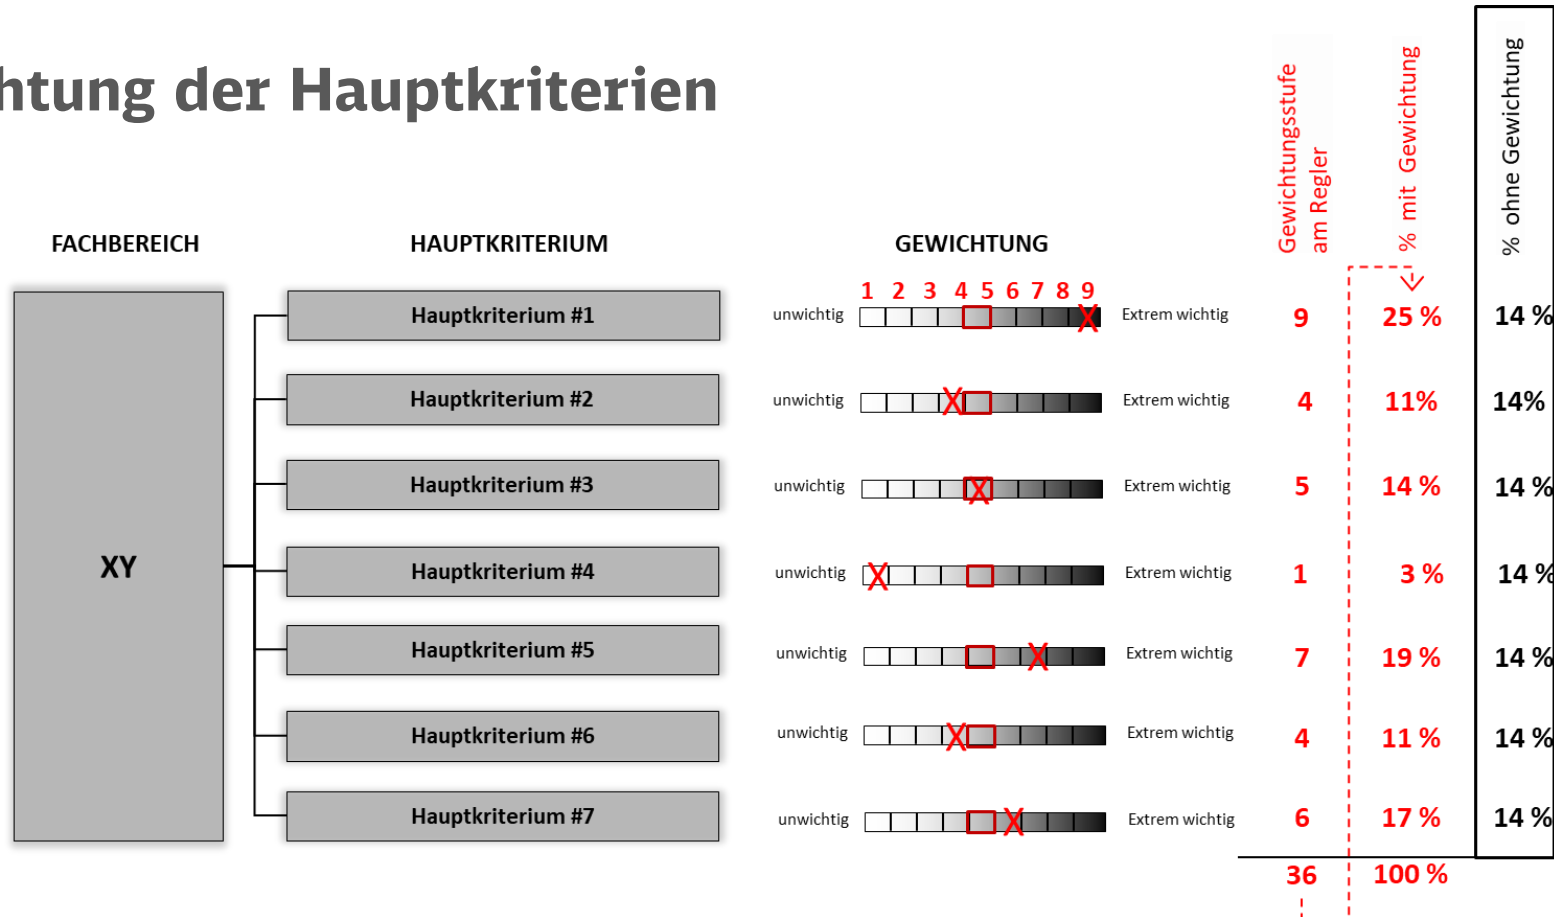 htung der Hauptkriterien
Gewichtungsstufe
am Regler
% mit Gewichtung
% ohne Gewichtung
FACHBEREICH
HAUPTKRITERIUM
GEWICHTUNG
1 2 3 4 5 6 7 8 9
XY
Hauptkriterium #1
unwichtig
X
Extrem wichtig
9
25 %
14 %
Hauptkriterium #2
unwichtig
X
Extrem wichtig
4
11%
14%
Hauptkriterium #3
unwichtig
X
Extrem wichtig
5
14 %
14 %
Hauptkriterium #4
unwichtig
X
Extrem wichtig
1
3 %
14 %
Hauptkriterium #5
unwichtig
X
Extrem wichtig
7
19 %
14 %
Hauptkriterium #6
unwichtig
X
Extrem wichtig
4
11 %
14 %
Hauptkriterium #7
unwichtig
X
Extrem wichtig
6
17 %
14 %
36
100 %